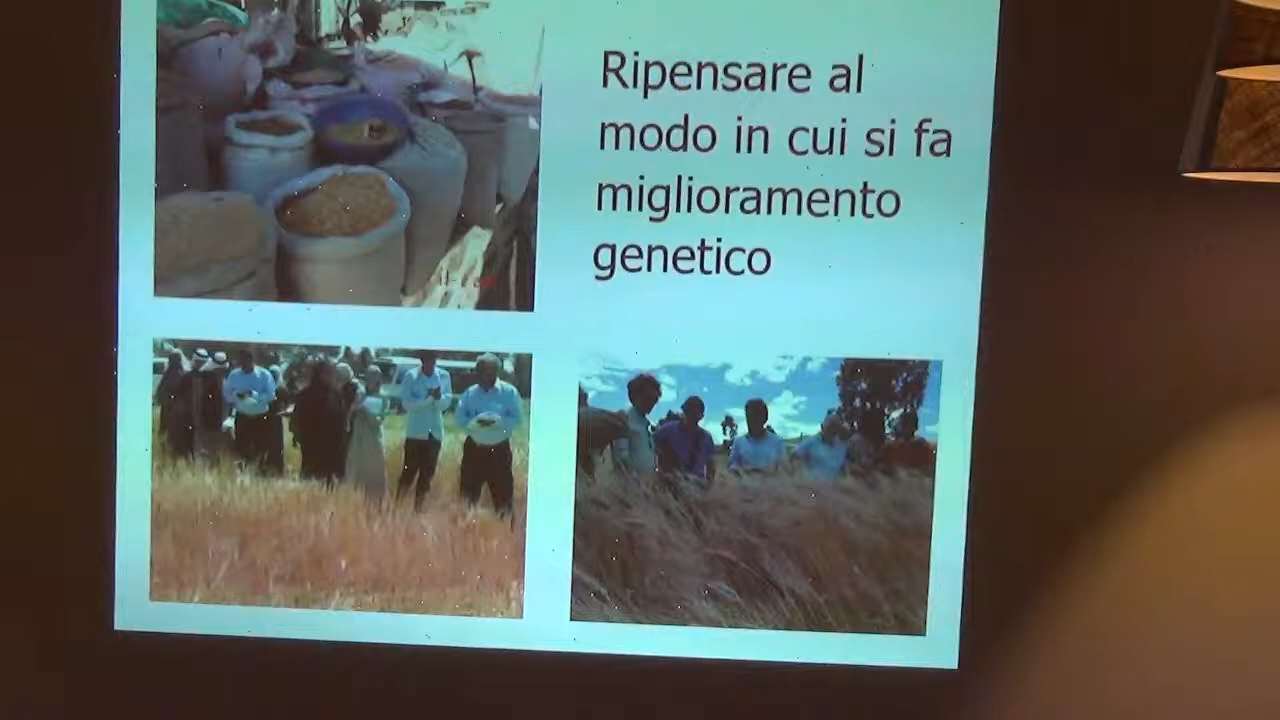 Ripensare al
modo in cui si fa
miglioramento
genetico